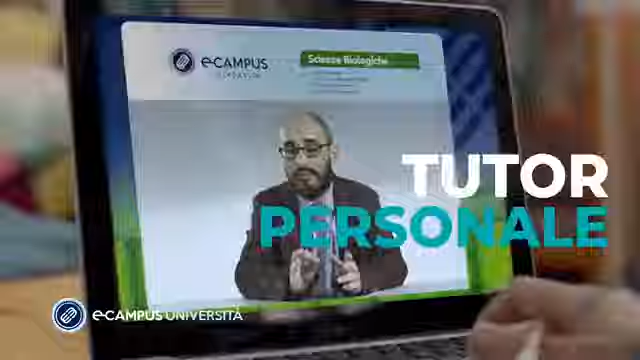 eCAMPUS
Scienze Biologiche
TUTOR
PERSONALE
eCAMPUS UNIVERSITÀ